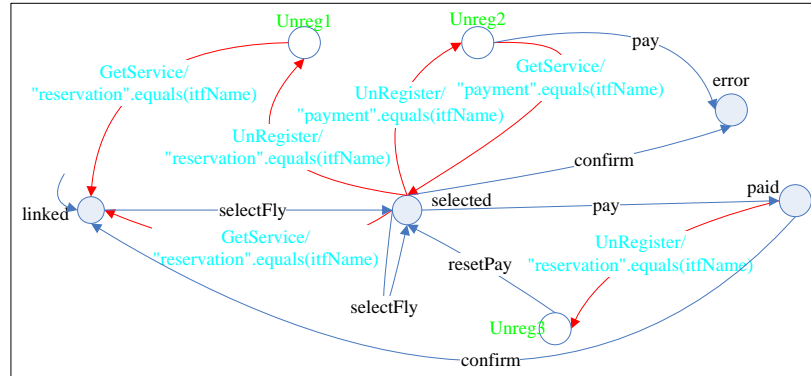 Unreg1
Unreg2
pay
GetService/
"reservation".equals(itfName)
GetService/
"payment".equals(itfName)
error
UnRegister/
"payment".equals(itfName)
UnRegister/
"reservation".equals(itfName)
confirm
paid
linked
selectFly
selected
pay
GetService/
"reservation".equals(itfName)
UnRegister/
"reservation".equals(itfName)
resetPay
selectFly
Unreg3
confirm